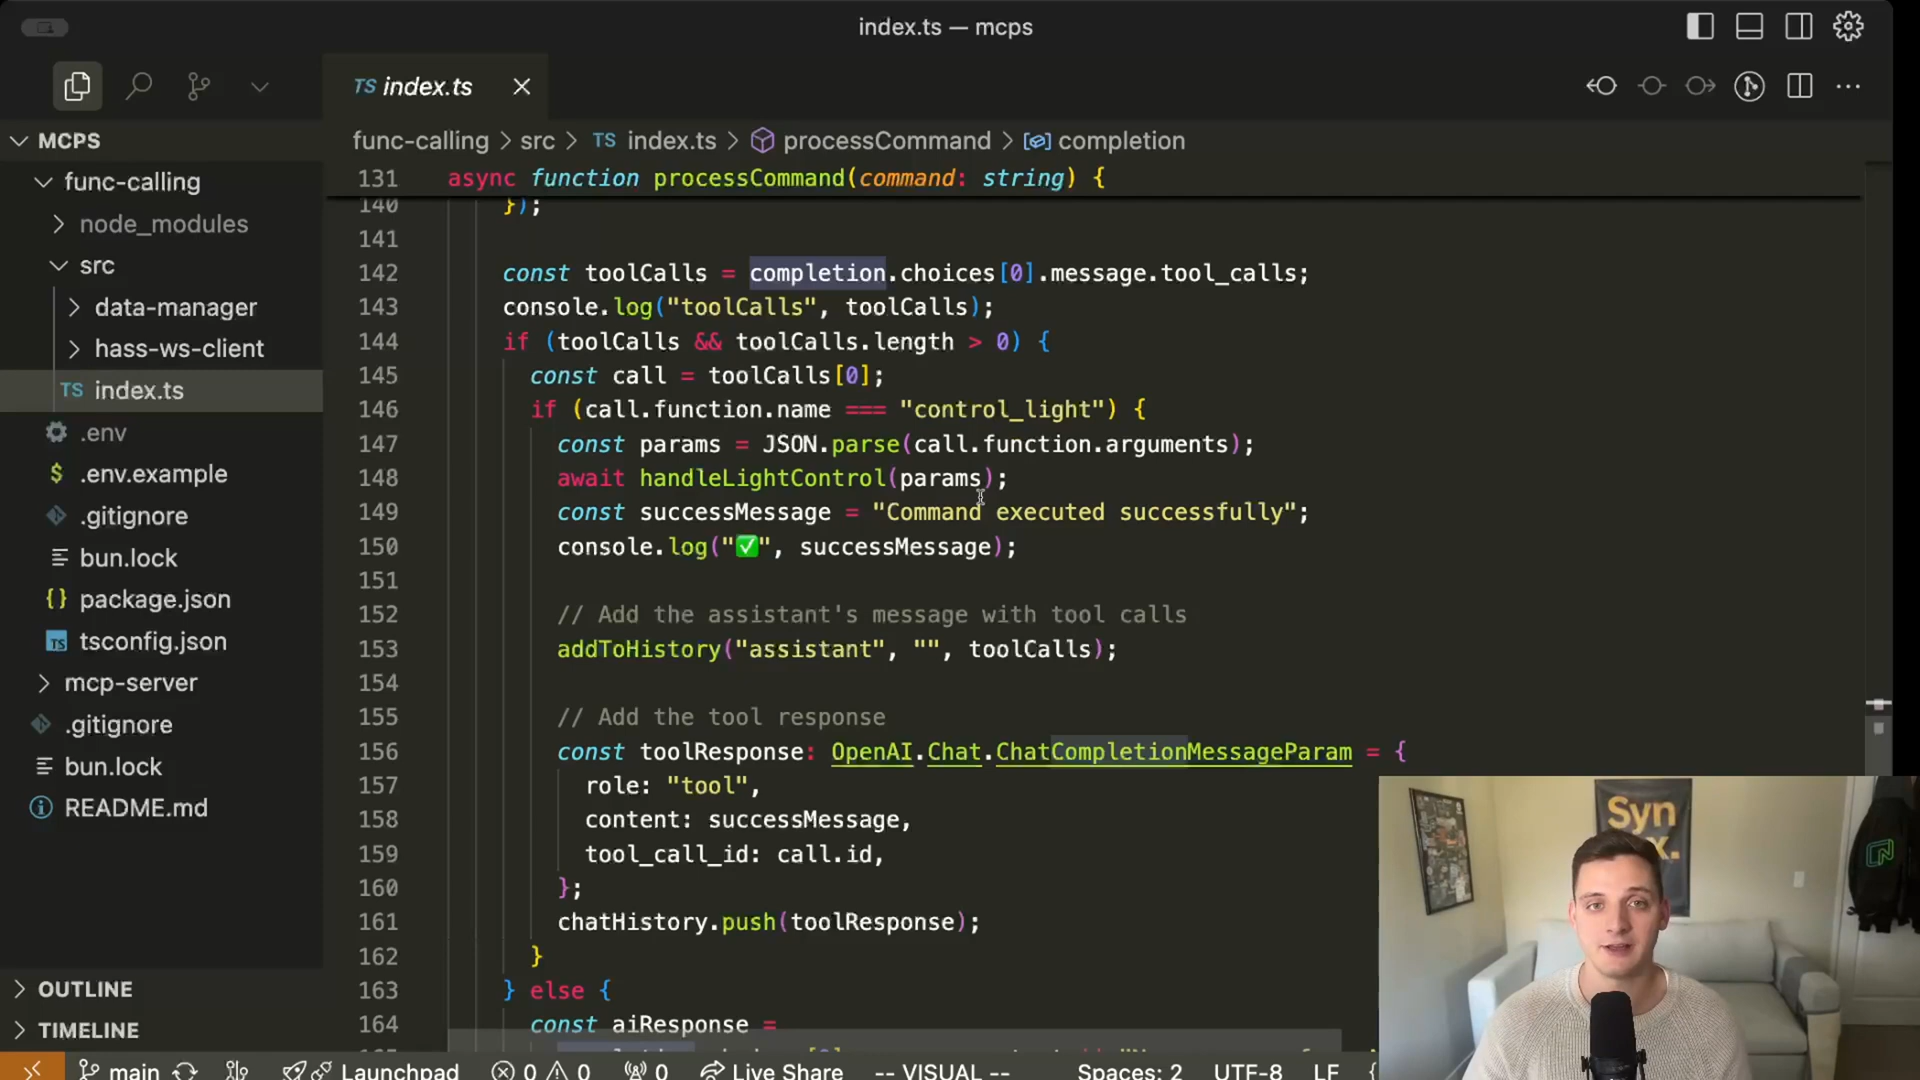 index.ts — mcps
TS index.ts
MCPS
func-calling > src > TS index.ts > processCommand > completion
func-calling
node_modules
src
data-manager
hass-ws-client
TS index.ts
.env
$ .env.example
.gitignore
bun.lock
{} package.json
TS tsconfig.json
mcp-server
.gitignore
bun.lock
README.md
OUTLINE
TIMELINE
131 async function processCommand(command: string) {
140 });
141
142 const toolCalls = completion.choices[0].message.tool_calls;
143 console.log("toolCalls", toolCalls);
144 if (toolCalls && toolCalls.length > 0) {
145 const call = toolCalls[0];
146 if (call.function.name === "control_light") {
147 const params = JSON.parse(call.function.arguments);
148 await handleLightControl(params);
149 const successMessage = "Command executed successfully";
150 console.log("✅", successMessage);
151
152 // Add the assistant's message with tool calls
153 addToHistory("assistant", "", toolCalls);
154
155 // Add the tool response
156 const toolResponse: OpenAI.Chat.ChatCompletionMessageParam = {
157 role: "tool",
158 content: successMessage,
159 tool_call_id: call.id,
160 };
161 chatHistory.push(toolResponse);
162 }
163 } else {
164 const aiResponse =
Syn
x.
main Launchpad 0 0 0 Live Share -- VISUAL -- Spaces: 2 UTF-8 LF {